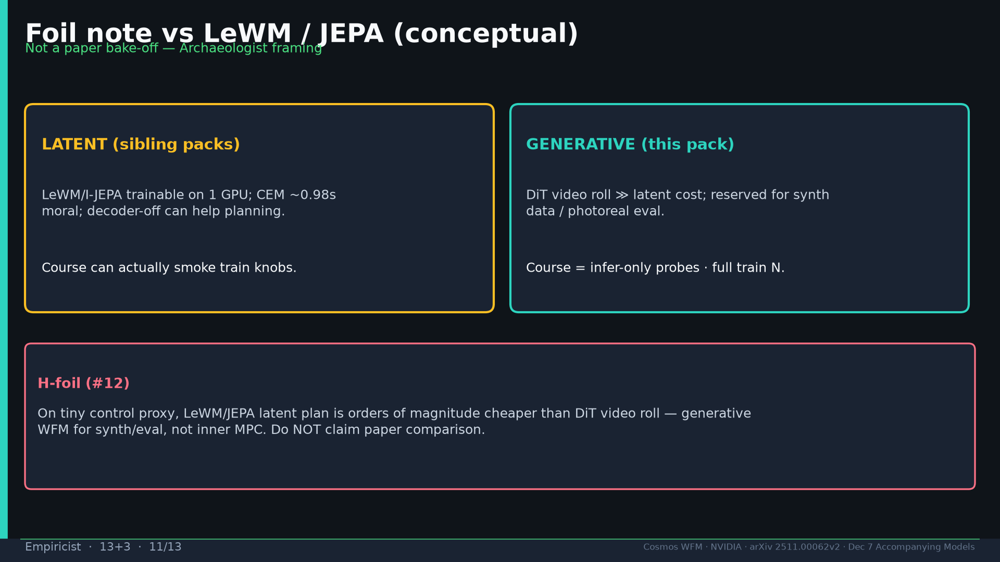 Foil note vs LeWM / JEPA (conceptual)
Not a paper bake-off — Archaeologist framing
LATENT (sibling packs)
LeWM/I-JEPA trainable on 1 GPU; CEM ~0.98s
moral; decoder-off can help planning.
Course can actually smoke train knobs.
GENERATIVE (this pack)
DiT video roll ≫ latent cost; reserved for synth
data / photoreal eval.
Course = infer-only probes · full train N.
H-foil (#12)
On tiny control proxy, LeWM/JEPA latent plan is orders of magnitude cheaper than DiT video roll — generative
WFM for synth/eval, not inner MPC. Do NOT claim paper comparison.
Empiricist · 13+3 · 11/13
Cosmos WFM · NVIDIA · arXiv 2511.00062v2 · Dec 7 Accompanying Models